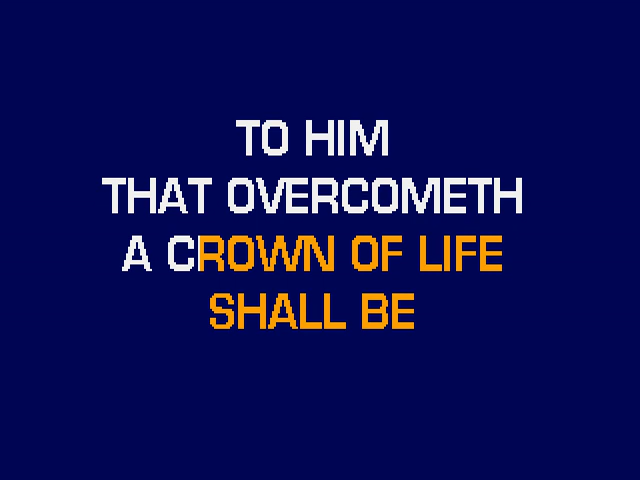 TO HIM
THAT OVERCOMETH
A CROWN OF LIFE
SHALL BE